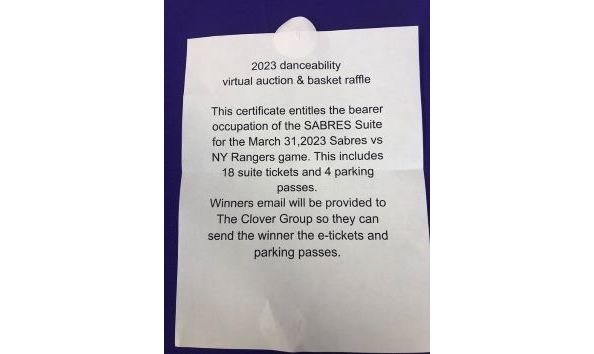 2023 danceability
virtual auction & basket raffle
This certificate entitles the bearer
occupation of the SABRES Suite
for the March 31,2023 Sabres vs
NY Rangers game. This includes
18 suite tickets and 4 parking
passes.
Winners email will be provided to
The Clover Group so they can
send the winner the e-tickets and
parking passes.